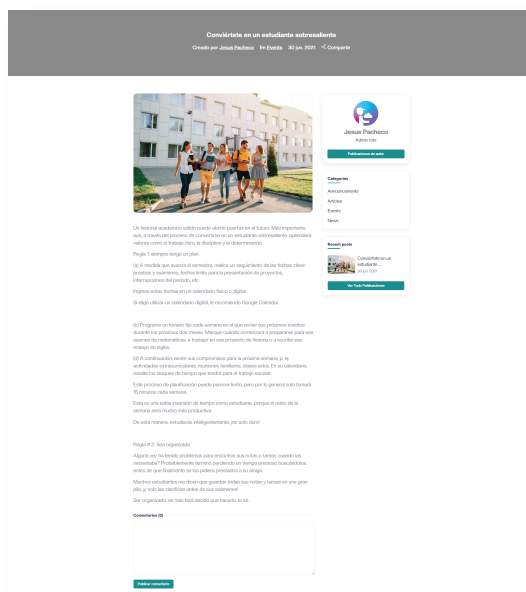 Conviértete en un estudiante sobresaliente
Creado por Jesus Pacheco En Events 30 jun, 2021 Compartir
Un historial académico sólido puede abrirte puertas en el futuro. Más importante
aún, a través del proceso de convertirse en un estudiante sobresaliente, aprenderá
valores como el trabajo duro, la disciplina y la determinación.
Regla 1: siempre tenga un plan.
(a) A medida que avanza el semestre, realice un seguimiento de las fechas clave:
pruebas y exámenes, fechas límite para la presentación de proyectos,
interrupciones del período, etc.
Ingrese estas fechas en un calendario físico o digital.
Si elige utilizar un calendario digital, le recomiendo Google Calendar.
(b) Programe un horario fijo cada semana en el que revise sus próximos eventos
durante los próximos dos meses. Marque cuándo comenzará a prepararse para ese
examen de matemáticas, a trabajar en ese proyecto de historia o a escribir ese
ensayo en inglés.
(d) A continuación, anote sus compromisos para la próxima semana, p. ej.
actividades extracurriculares, reuniones familiares, clases extra. En su calendario,
resalte los bloques de tiempo que tendrá para el trabajo escolar.
Este proceso de planificación puede parecer lento, pero por lo general solo tomará
15 minutos cada semana.
Esta es una sabia inversión de tiempo como estudiante, porque el resto de la
semana será mucho más productiva.
De esta manera, estudiarás inteligentemente, ¡no solo duro!
Regla # 2: Sea organizado.
Alguna vez ha tenido problemas para encontrar sus notas o tareas cuando las
necesitaba? Probablemente terminó perdiendo un tiempo precioso buscándolos,
antes de que finalmente se los pidiera prestados a su amigo.
Muchos estudiantes me dicen que guardan todas sus notas y tareas en una gran
pila, ¡y solo las clasifican antes de sus exámenes!
Ser organizado, es más fácil decirlo que hacerlo, lo sé.
Comentarios (0)
Publicar comentario
Jesus Pacheco
Admin role
Publicaciones de autor
Categorías
Announcements
Articles
Events
News
Recent posts
Conviértete en un
estudiante...
30 jun, 2021
Ver Todo Publicaciones